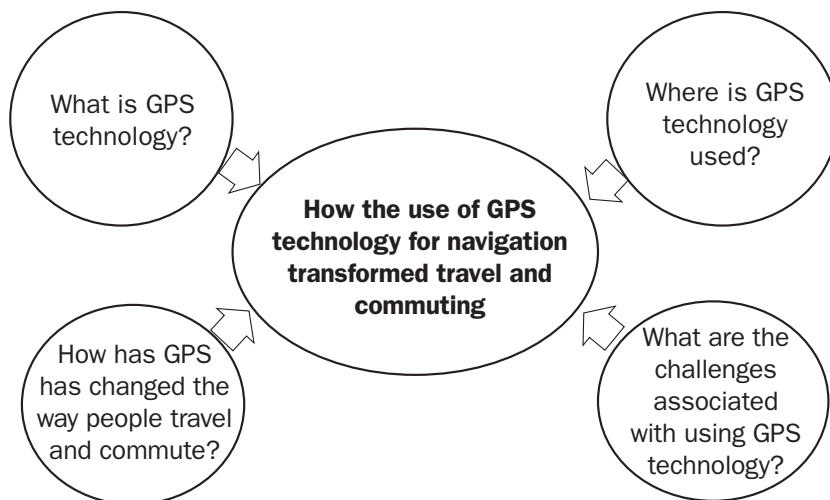 What is GPS
technology?
Where is GPS
technology
used?
How the use of GPS
technology for navigation
transformed travel and
commuting
How has GPS
has changed the
way people travel
and commute?
What are the
challenges
associated
with using GPS
technology?